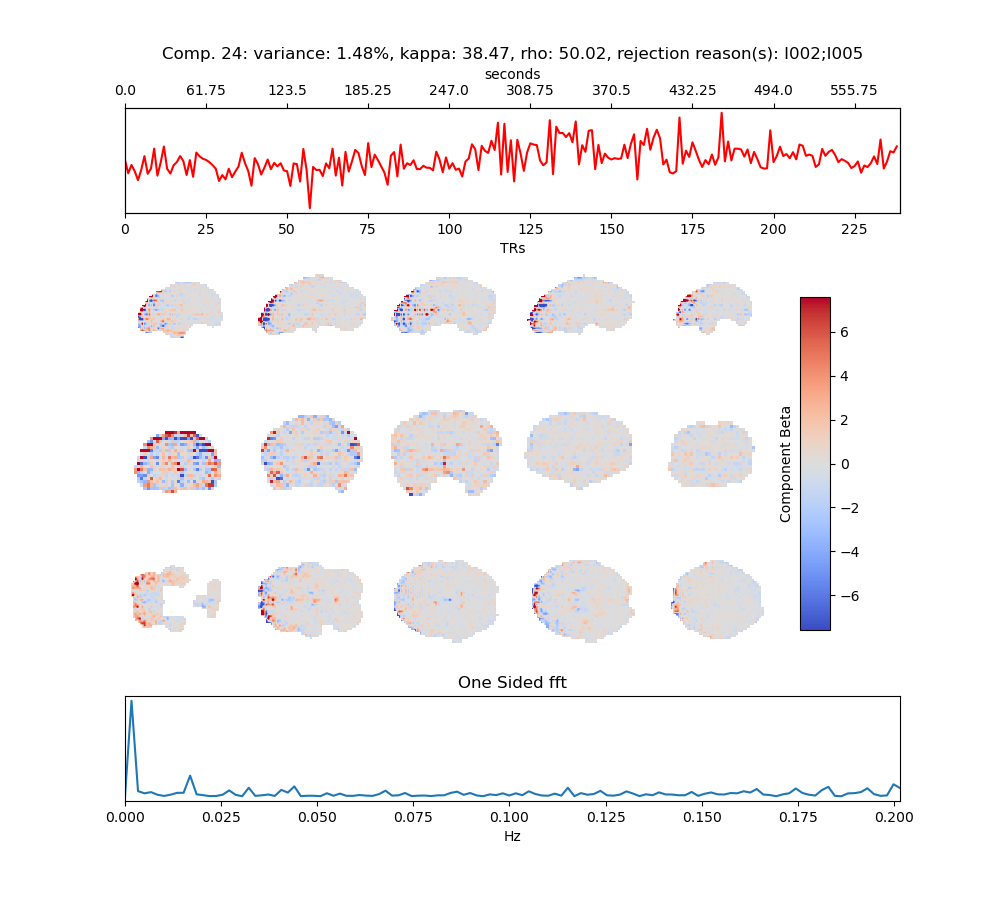 Comp. 24: variance: 1.48%, kappa: 38.47, rho: 50.02, rejection reason(s): I002;I005
seconds
0.0 61.75 123.5 185.25 247.0 308.75 370.5 432.25 494.0 555.75
0 25 50 75 100 125 150 175 200 225
TRs
6
4
2
0
−2
−4
−6
Component Beta
One Sided fft
0.000 0.025 0.050 0.075 0.100 0.125 0.150 0.175 0.200
Hz